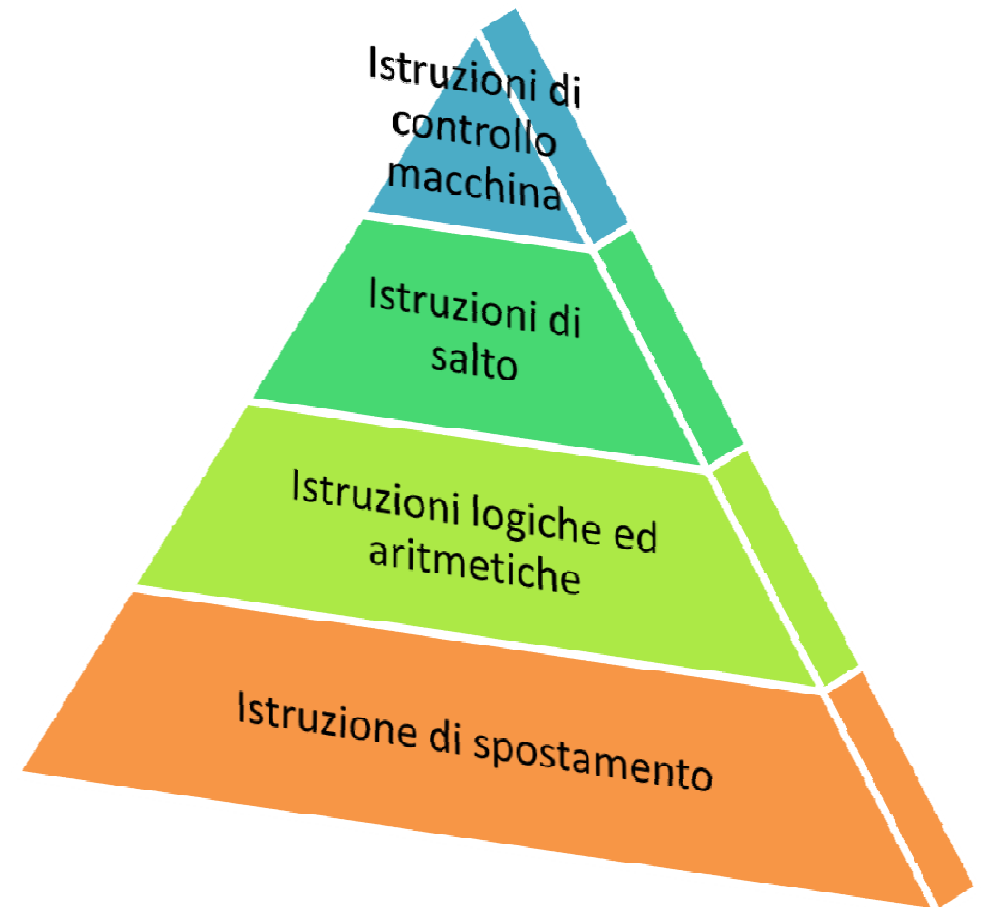 Istruzioni di
controllo
macchina
Istruzioni di
salto
Istruzioni logiche ed
aritmetiche
Istruzione di spostamento